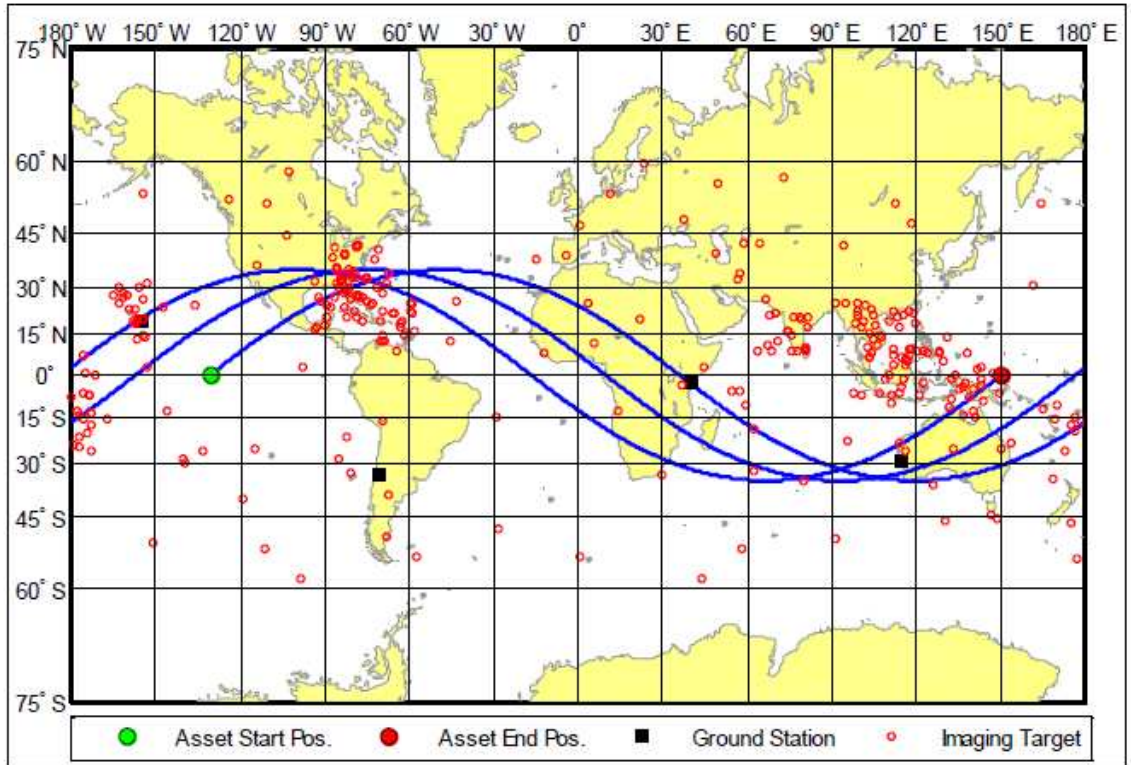 180° W 150° W 120° W 90° W 60° W 30° W 0° 30° E 60° E 90° E 120° E 150° E 180° E
75° N
60° N
45° N
30° N
15° N
0°
15° S
30° S
45° S
60° S
75° S
Asset Start Pos. Asset End Pos. Ground Station Imaging Target